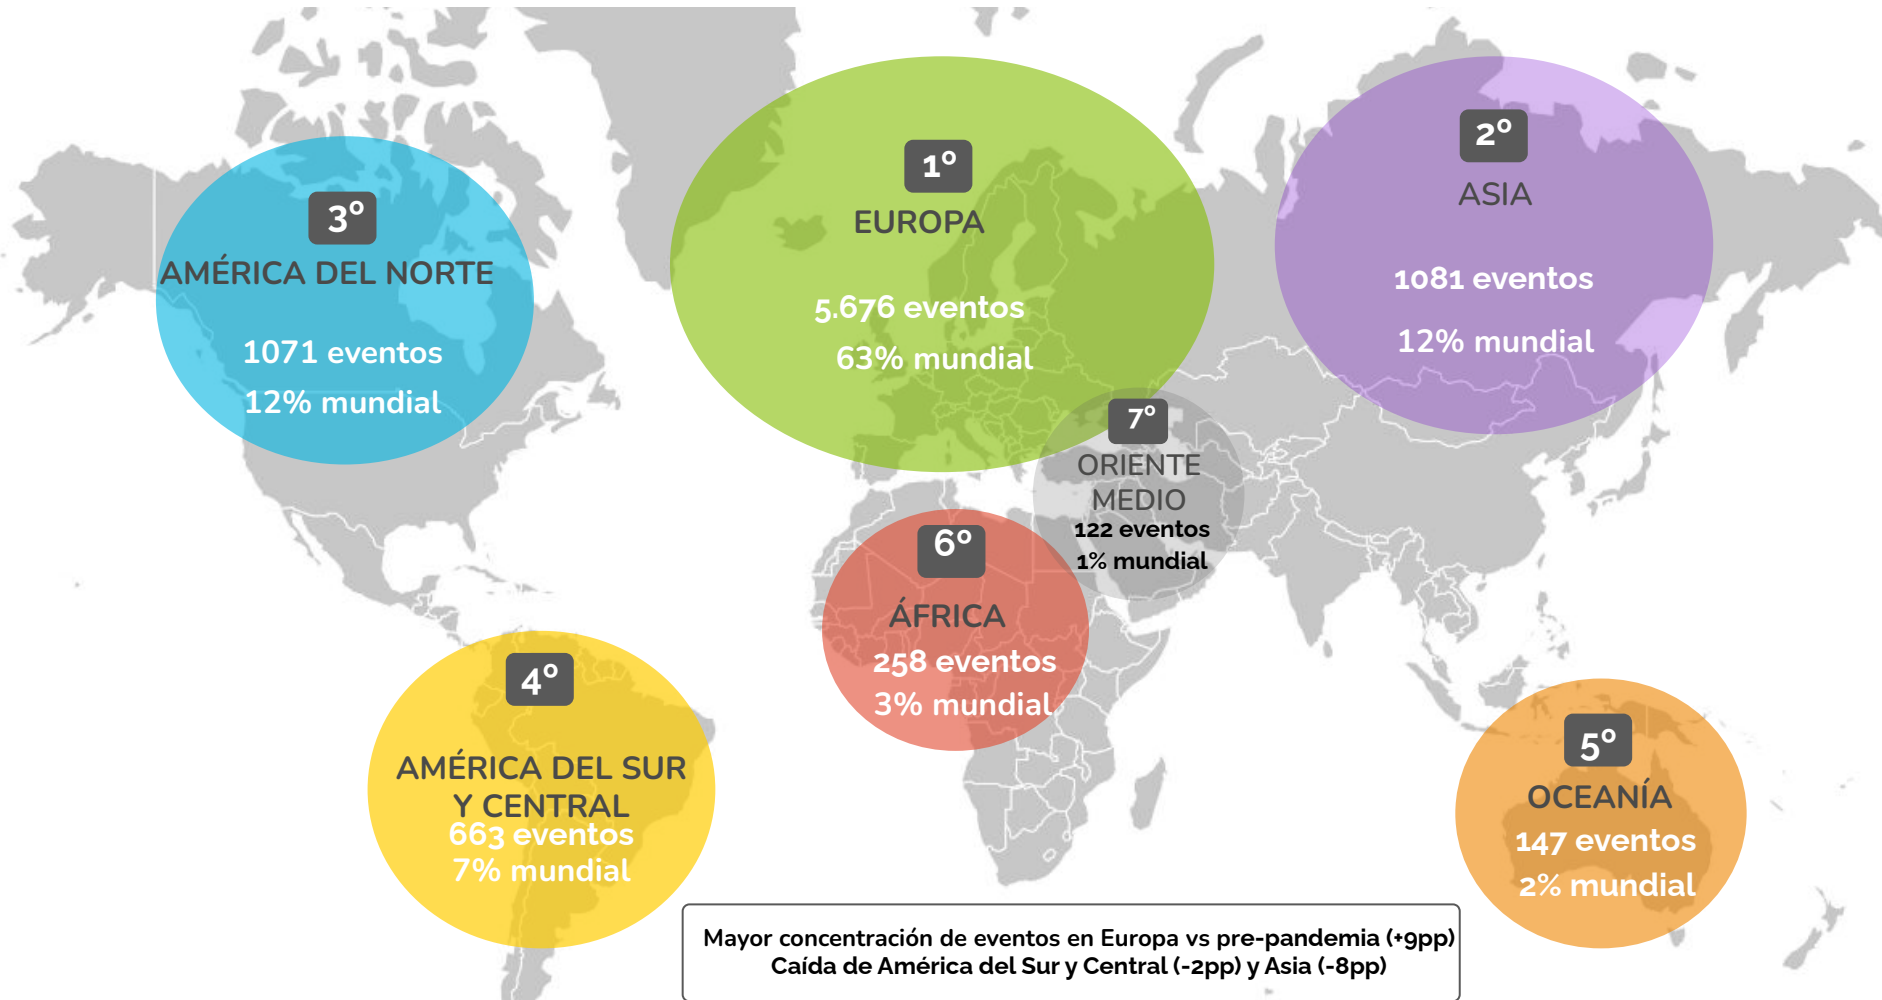 3º
AMÉRICA DEL NORTE
1071 eventos
12% mundial
1º
EUROPA
5.676 eventos
63% mundial
2º
ASIA
1081 eventos
12% mundial
7º
ORIENTE
MEDIO
122 eventos
1% mundial
6º
ÁFRICA
258 eventos
3% mundial
4º
AMÉRICA DEL SUR
Y CENTRAL
663 eventos
7% mundial
5º
OCEANÍA
147 eventos
2% mundial
Mayor concentración de eventos en Europa vs pre-pandemia (+9pp)
Caída de América del Sur y Central (-2pp) y Asia (-8pp)